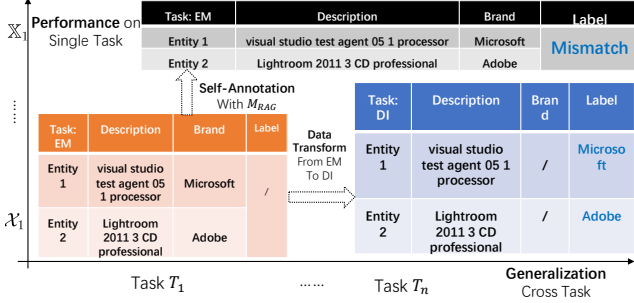 𝕏₁
Performance on
Single Task
Task: EM Description Brand Label
Entity 1 visual studio test agent 05 1 processor Microsoft Mismatch
Entity 2 Lightroom 2011 3 CD professional Adobe
Self-Annotation
With M_RAG
......
Task:
EM
Description Brand Label
Entity
1
visual studio
test agent 05
1 processor
Microsoft
/
Entity
2
Lightroom
2011 3 CD
professional
Adobe
Data
Transform
From EM
To DI
Task:
DI
Description
Bran
d
Label
Entity
1
visual studio
test agent 05 1
processor
/
Microso
ft
Entity
2
Lightroom
2011 3 CD
professional
/
Adobe
𝒳₁
Task T₁
......
Task Tₙ
Generalization
Cross Task